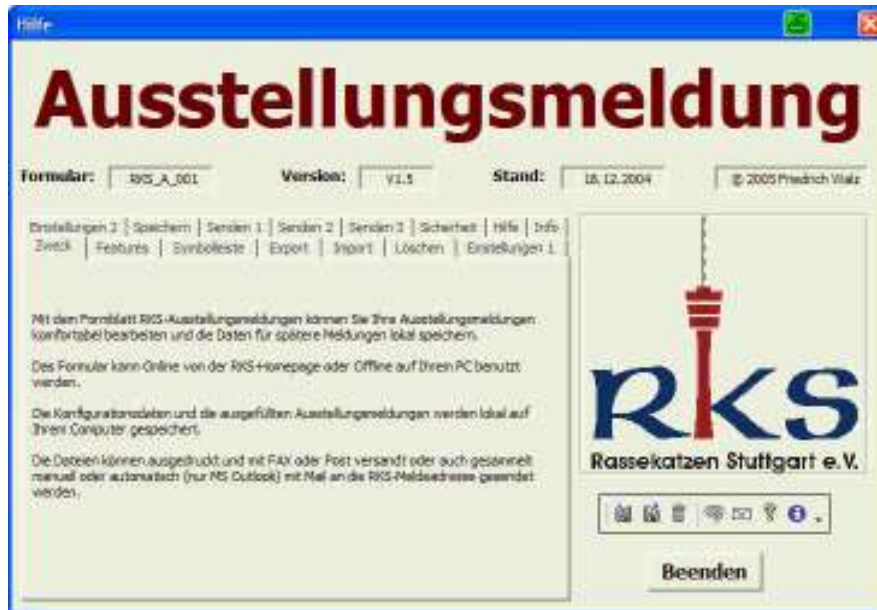 Hilfe
Ausstellungsmeldung
Formular: RKS_A_001 Version: V1.5 Stand: 18.12.2004 © 2005 Friedrich Walz
Einstellungen 2 Speichern Senden 1 Senden 2 Senden 3 Sicherheit Hilfe Info
Zweck Features Symbolleiste Export Import Löschen Einstellungen 1
Mit dem Formblatt RKS-Ausstellungsmeldungen können Sie Ihre Ausstellungsmeldungen
komfortabel bearbeiten und die Daten für spätere Meldungen lokal speichern.
Das Formular kann Online von der RKS-Homepage oder Offline auf Ihrem PC benutzt
werden.
Die Konfigurationsdaten und die ausgefüllten Ausstellungsmeldungen werden lokal auf
Ihrem Computer gespeichert.
Die Dateien können ausgedruckt und mit FAX oder Post versandt oder auch gesammelt
manuell oder automatisch (nur MS Outlook) mit Mail an die RKS-Meldeadresse gesendet
werden.
RKS
Rassekatzen Stuttgart e.V.
Beenden